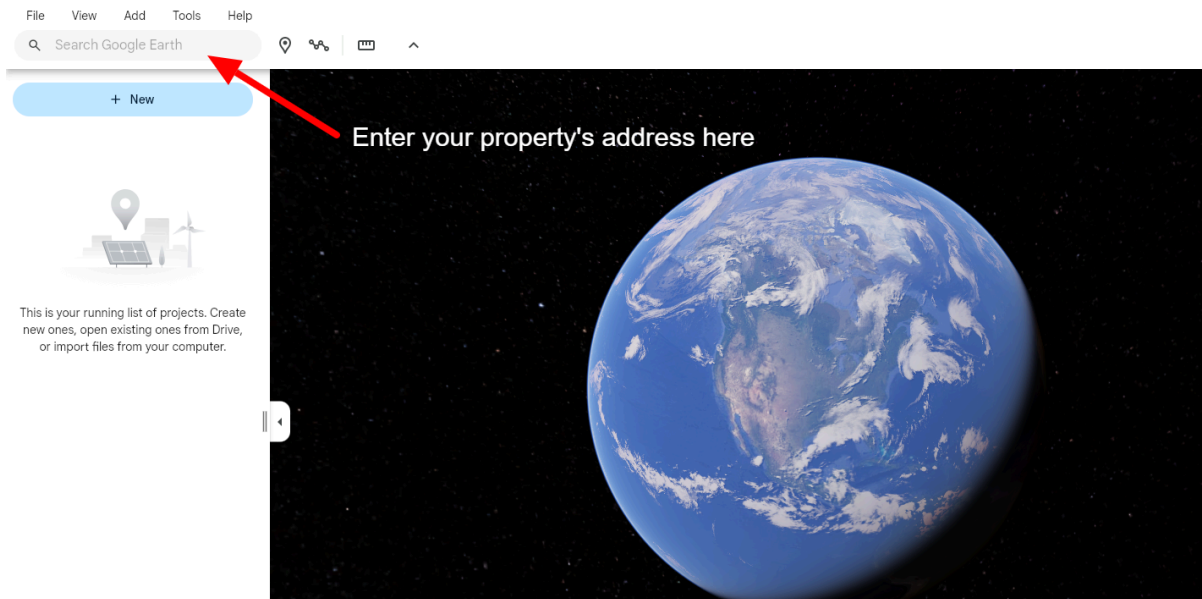 File View Add Tools Help
Search Google Earth
+ New
Enter your property's address here
This is your running list of projects. Create
new ones, open existing ones from Drive,
or import files from your computer.